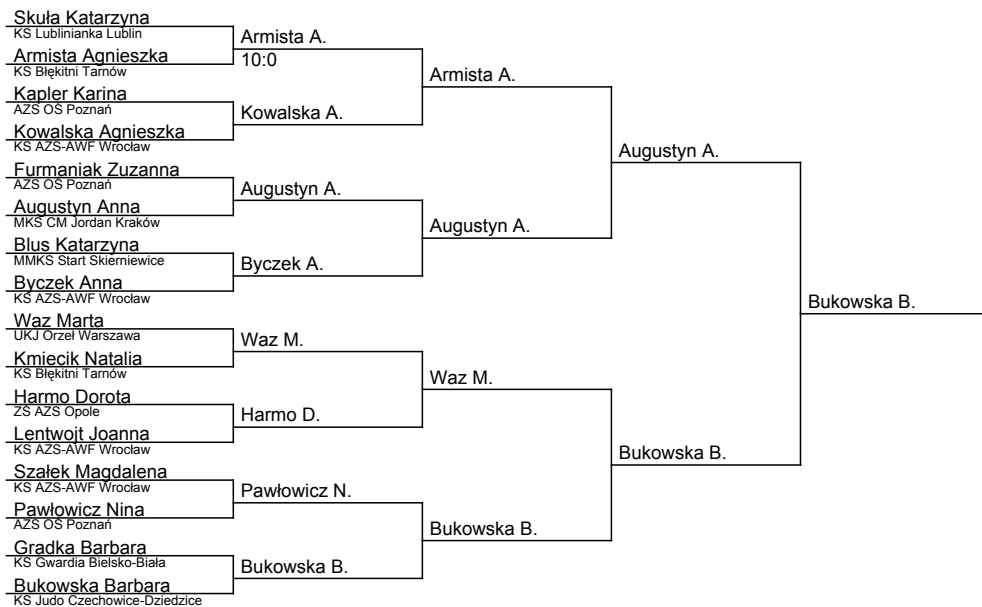 Skuła Katarzyna
KS Lublinianka Lublin
Armista Agnieszka
KS Błękitni Tarnów
Kapler Karina
AZS OŚ Poznań
Kowalska Agnieszka
KS AZS-AWF Wrocław
Furmaniak Zuzanna
AZS OŚ Poznań
Augustyn Anna
MKS CM Jordan Kraków
Blus Katarzyna
MMKS Start Skierniewice
Byczek Anna
KS AZS-AWF Wrocław
Waz Marta
UKJ Orzeł Warszawa
Kmiecik Natalia
KS Błękitni Tarnów
Harmo Dorota
ZS AZS Opole
Lentwojt Joanna
KS AZS-AWF Wrocław
Szałek Magdalena
KS AZS-AWF Wrocław
Pawłowicz Nina
AZS OŚ Poznań
Gradka Barbara
KS Gwardia Bielsko-Biała
Bukowska Barbara
KS Judo Czechowice-Dziedzice
Armista A.
10:0
Kowalska A.
Augustyn A.
Byczek A.
Waz M.
Harmo D.
Pawłowicz N.
Bukowska B.
Armista A.
Augustyn A.
Waz M.
Bukowska B.
Augustyn A.
Bukowska B.
Bukowska B.